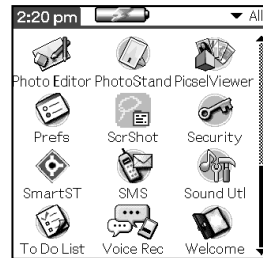 2:20 pm All
Photo Editor PhotoStand PicselViewer
Prefs ScrShot Security
SmartST SMS Sound Utl
To Do List Voice Rec Welcome